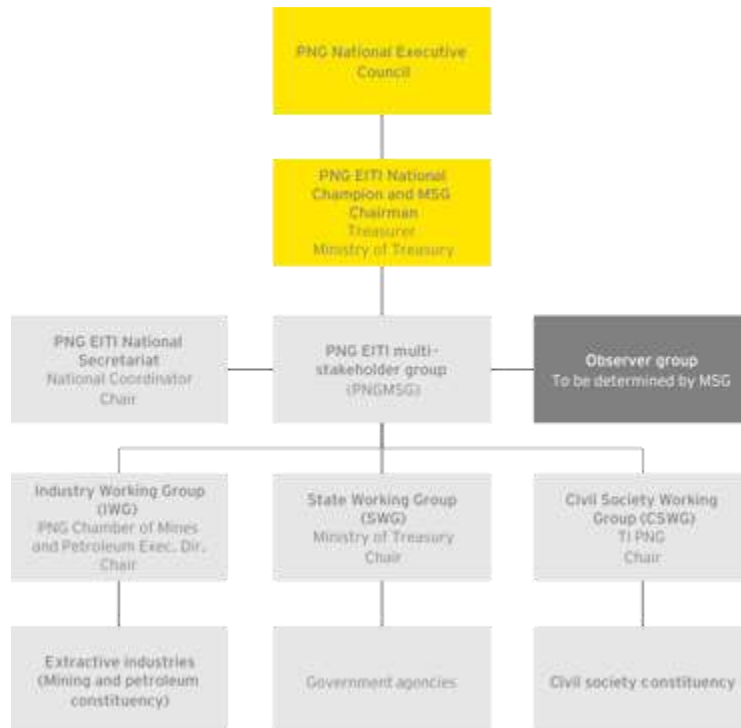 PNG National Executive
Council
PNG EITI National
Champion and MSG
Chairman
Treasurer
Ministry of Treasury
PNG EITI National
Secretariat
National Coordinator
Chair
PNG EITI multi-
stakeholder group
(PNGMSG)
Observer group
To be determined by MSG
Industry Working Group
(IWG)
PNG Chamber of Mines
and Petroleum Exec. Dir.
Chair
State Working Group
(SWG)
Ministry of Treasury
Chair
Civil Society Working
Group (CSWG)
TI PNG
Chair
Extractive industries
(Mining and petroleum
constituency)
Government agencies
Civil society constituency